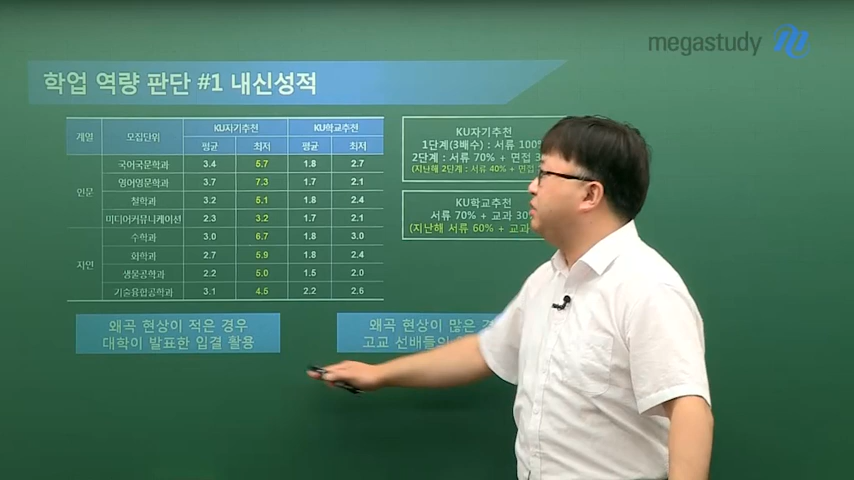 megastudy
학업 역량 판단 #1 내신성적
계열 모집단위 KU자기추천 KU학교추천
평균 최저 평균 최저
인문
국어국문학과 3.4 5.7 1.8 2.7
영어영문학과 3.7 7.3 1.7 2.1
철학과 3.2 5.1 1.8 2.4
미디어커뮤니케이션 2.3 3.2 1.7 2.1
자연
수학과 3.0 6.7 1.8 3.0
화학과 2.7 5.9 1.8 2.4
생물공학과 2.2 5.0 1.5 2.0
기술융합공학과 3.1 4.5 2.2 2.6
KU자기추천
1단계(3배수) : 서류 100%
2단계 : 서류 70% + 면접 3
(지난해 2단계 : 서류 40% + 면접
KU학교추천
서류 70% + 교과 30%
(지난해 서류 60% + 교과
왜곡 현상이 적은 경우
대학이 발표한 입결 활용
왜곡 현상이 많은
고교 선배들의